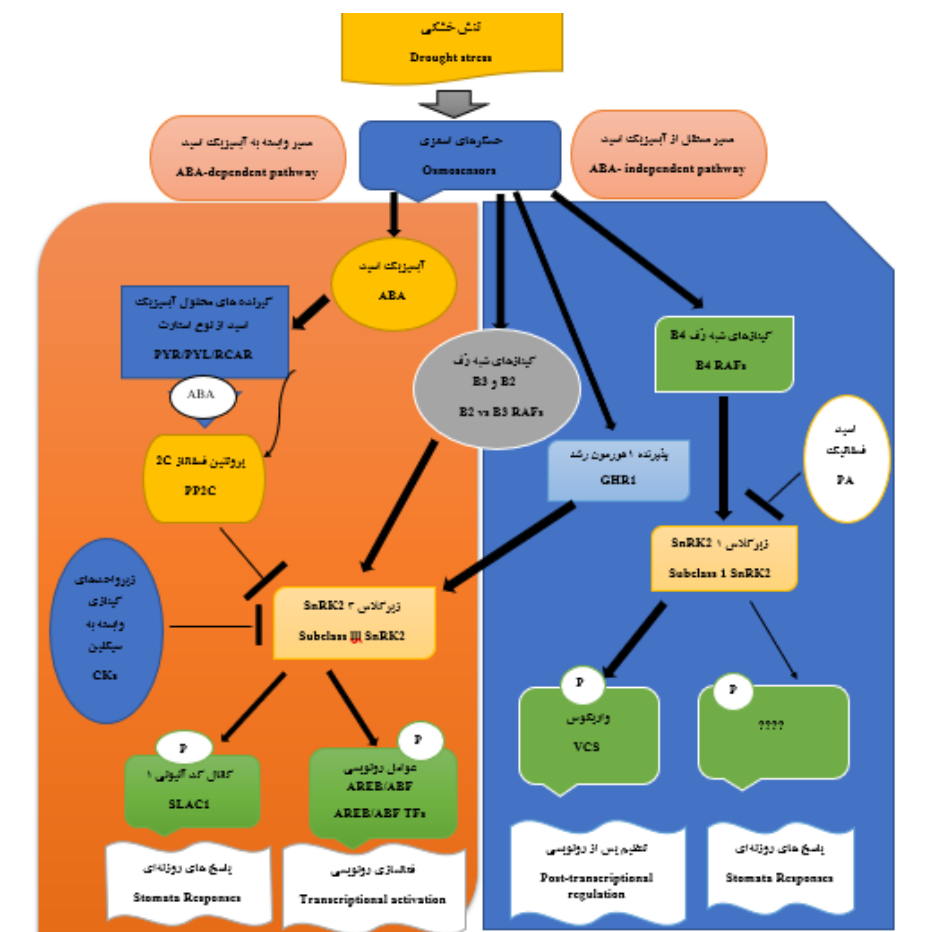 تنش خشکی
Drought stress
مسیر وابسته به آبسیزیک اسید
ABA-dependent pathway
حسگرهای اسمزی
Osmosensors
مسیر مستقل از آبسیزیک اسید
ABA- independent pathway
آبسیزیک اسید
ABA
گیرنده های محلول آبسیزیک
اسید از نوع استارت
PYR/PYL/RCAR
ABA
پروتئین فسفاتاز 2C
PP2C
کینازهای شبه رَف
B2 و B3
B2 vs B3 RAFs
کینازهای شبه رَف B4
B4 RAFs
پذیرنده ۱ هورمون رشد
GHR1
اسید
فسفاتیک
PA
زیرواحدهای
کینازی
وابسته به
سیکلین
CKs
زیرکلاس ۳ SnRK2
Subclass III SnRK2
زیرکلاس ۱ SnRK2
Subclass 1 SnRK2
P
کانال کد آنیونی ۱
SLAC1
P
عوامل رونویسی
AREB/ABF
AREB/ABF TFs
P
واریکوس
VCS
P
????
پاسخ های روزنه‌ای
Stomata Responses
فعالسازی رونویسی
Transcriptional activation
تنظیم پس از رونویسی
Post-transcriptional
regulation
پاسخ های روزنه‌ای
Stomata Responses